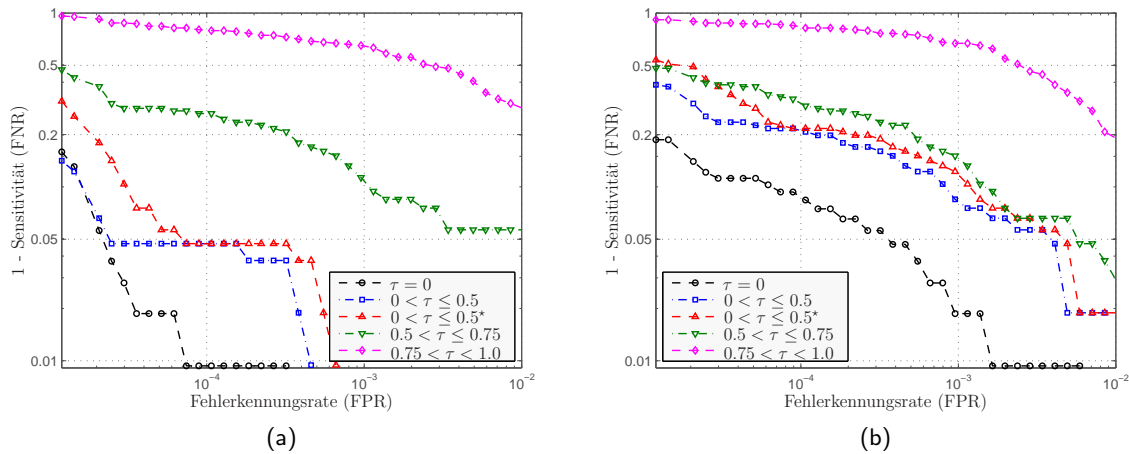 1
0.5
0.2
0.05
0.01
1 - Sensitivität (FNR)
10⁻⁴
10⁻³
10⁻²
Fehlerkennungsrate (FPR)
τ = 0
0 < τ ≤ 0.5
0 < τ ≤ 0.5⋆
0.5 < τ ≤ 0.75
0.75 < τ < 1.0
(a)
1
0.5
0.2
0.05
0.01
1 - Sensitivität (FNR)
10⁻⁴
10⁻³
10⁻²
Fehlerkennungsrate (FPR)
τ = 0
0 < τ ≤ 0.5
0 < τ ≤ 0.5⋆
0.5 < τ ≤ 0.75
0.75 < τ < 1.0
(b)